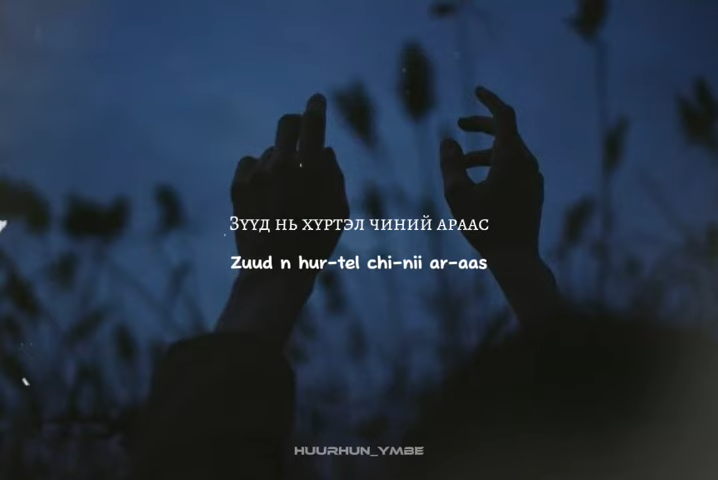 Зүүд нь хүртэл чиний араас
Zuud n hur-tel chi-nii ar-aas
HUURHUN_YMBE